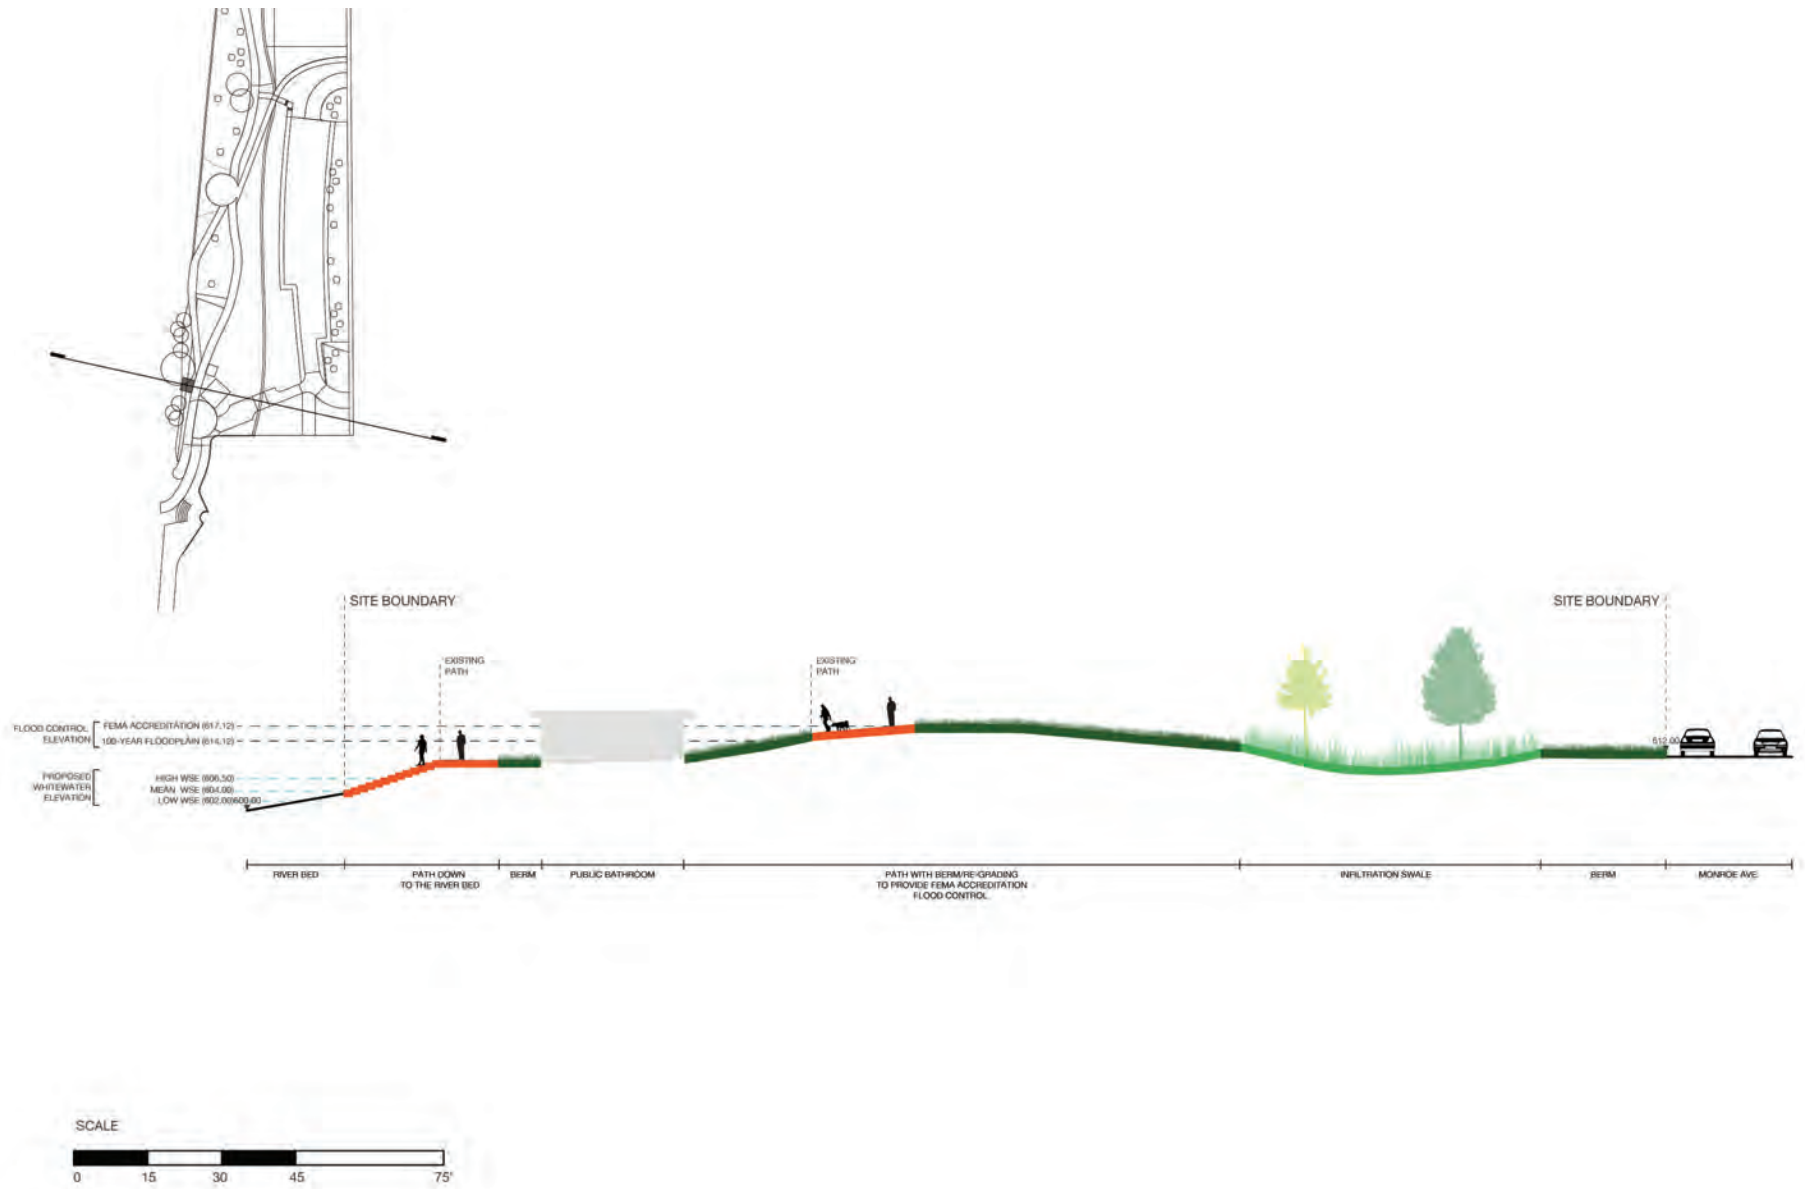 SITE BOUNDARY
SITE BOUNDARY
EXISTING
PATH
EXISTING
PATH
FLOOD CONTROL
ELEVATION
FEMA ACCREDITATION (617.12)
100-YEAR FLOODPLAIN (614.12)
612.00
PROPOSED
WHITEWATER
ELEVATION
HIGH WSE (606.50)
MEAN WSE (604.00)
LOW WSE (602.00)
600.00
RIVER BED
PATH DOWN
TO THE RIVER BED
BERM
PUBLIC BATHROOM
PATH WITH BERM/RE-GRADING
TO PROVIDE FEMA ACCREDITATION
FLOOD CONTROL
INFILTRATION SWALE
BERM
MONROE AVE
SCALE
0 15 30 45 75'